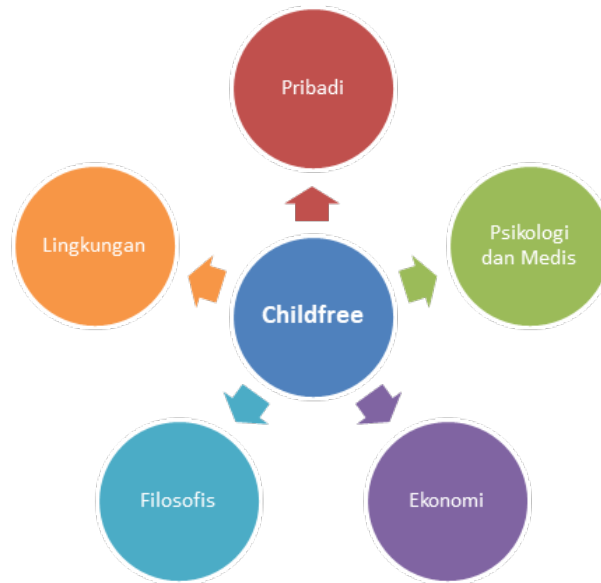 Pribadi
Lingkungan
Psikologi
dan Medis
Childfree
Filosofis
Ekonomi